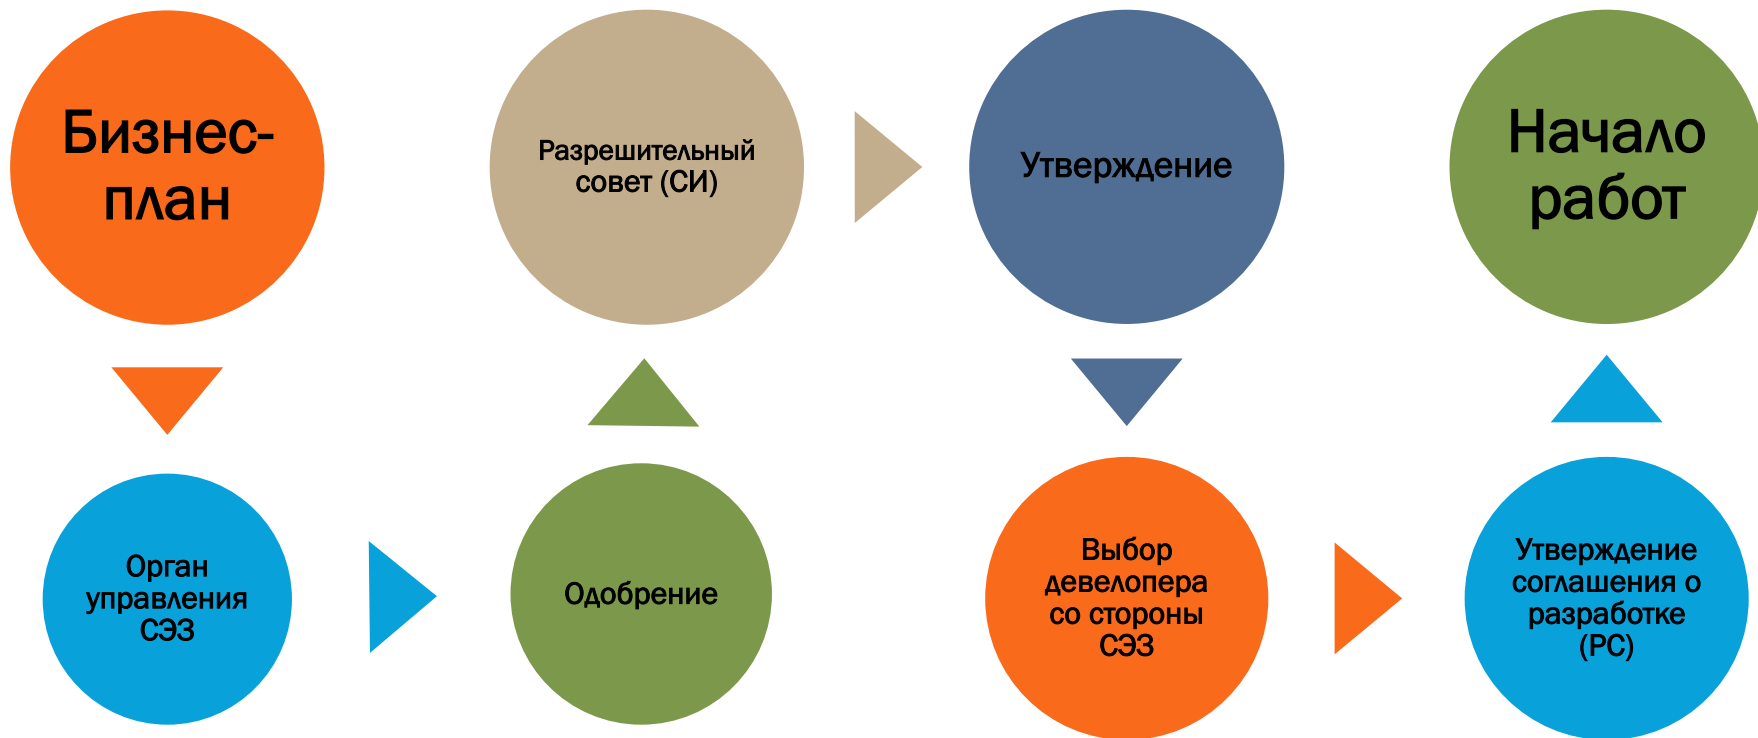 Бизнес-
план
Орган
управления
СЭЗ
Одобрение
Разрешительный
совет (СИ)
Утверждение
Выбор
девелопера
со стороны
СЭЗ
Утверждение
соглашения о
разработке
(РС)
Начало
работ